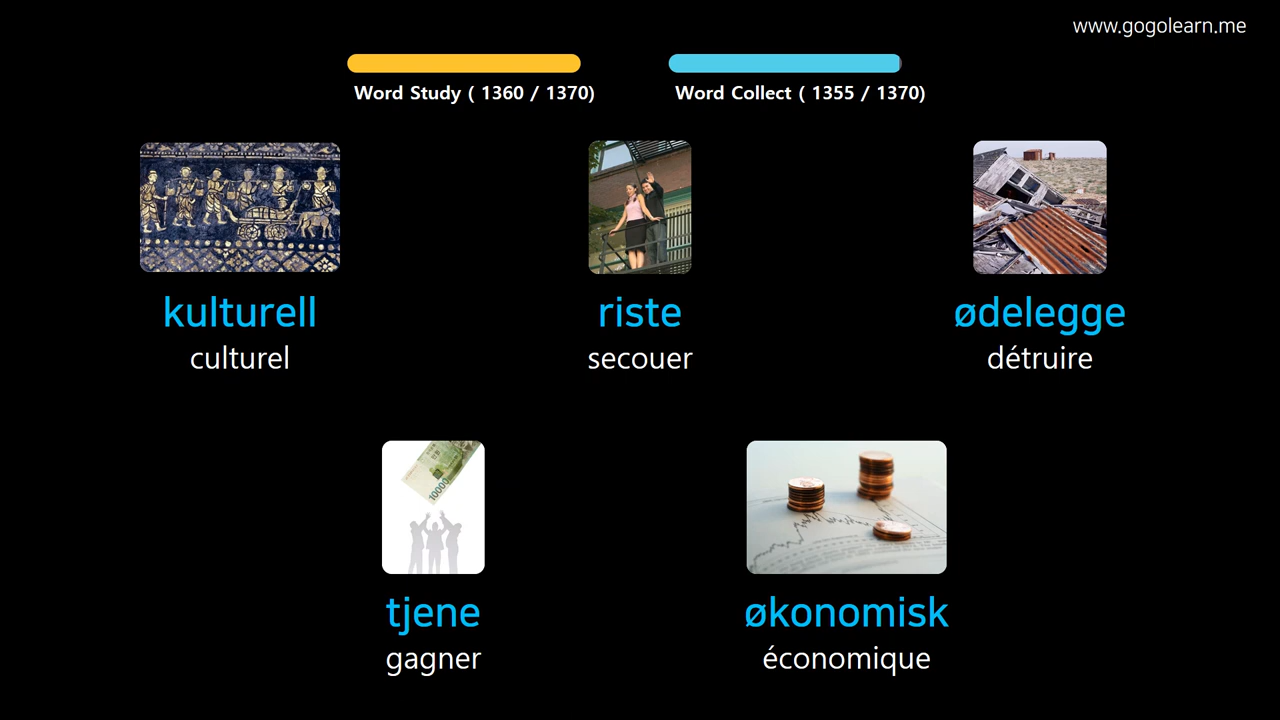 www.gogolearn.me
Word Study ( 1360 / 1370)
Word Collect ( 1355 / 1370)
kulturell
culturel
riste
secouer
ødelegge
détruire
10000
tjene
gagner
økonomisk
économique